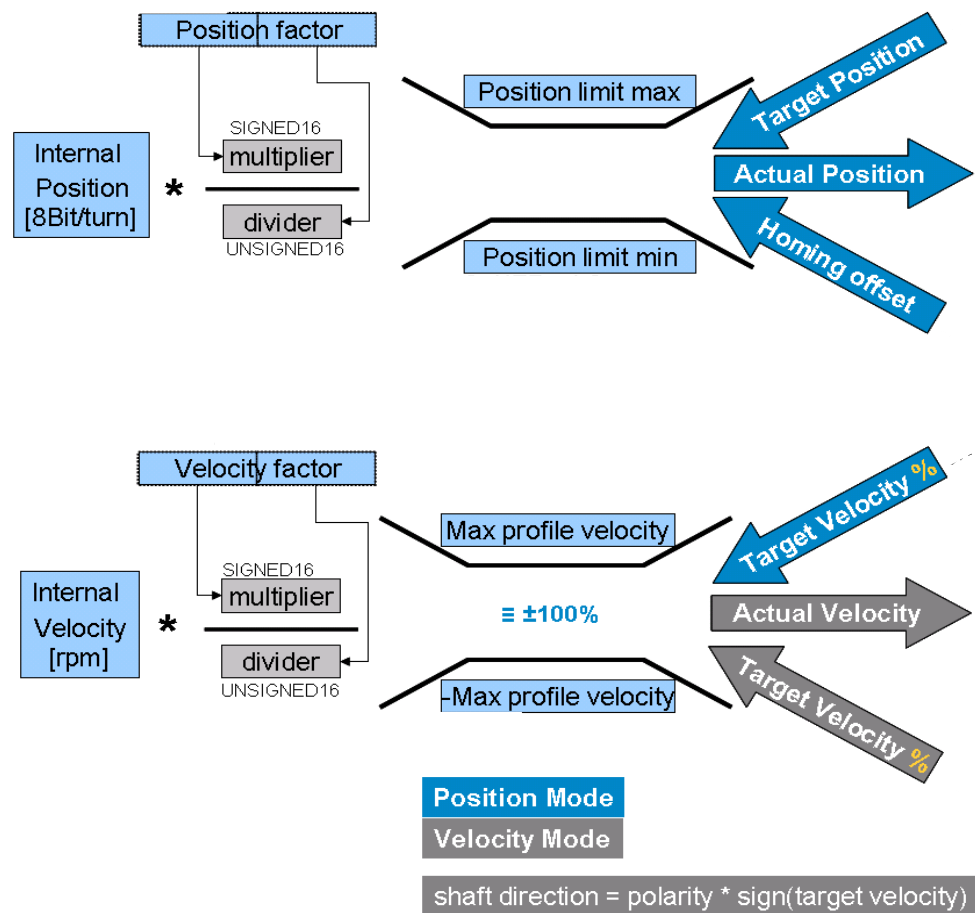 Position factor
Position limit max
Target Position
SIGNED16
multiplier
Internal
Position
[8Bit/turn]
*
divider
UNSIGNED16
Actual Position
Position limit min
Homing offset
Velocity factor
Max profile velocity
Target Velocity %
SIGNED16
multiplier
Internal
Velocity
[rpm]
*
divider
UNSIGNED16
≡ ±100%
Actual Velocity
-Max profile velocity
Target Velocity %
Position Mode
Velocity Mode
shaft direction = polarity * sign(target velocity)